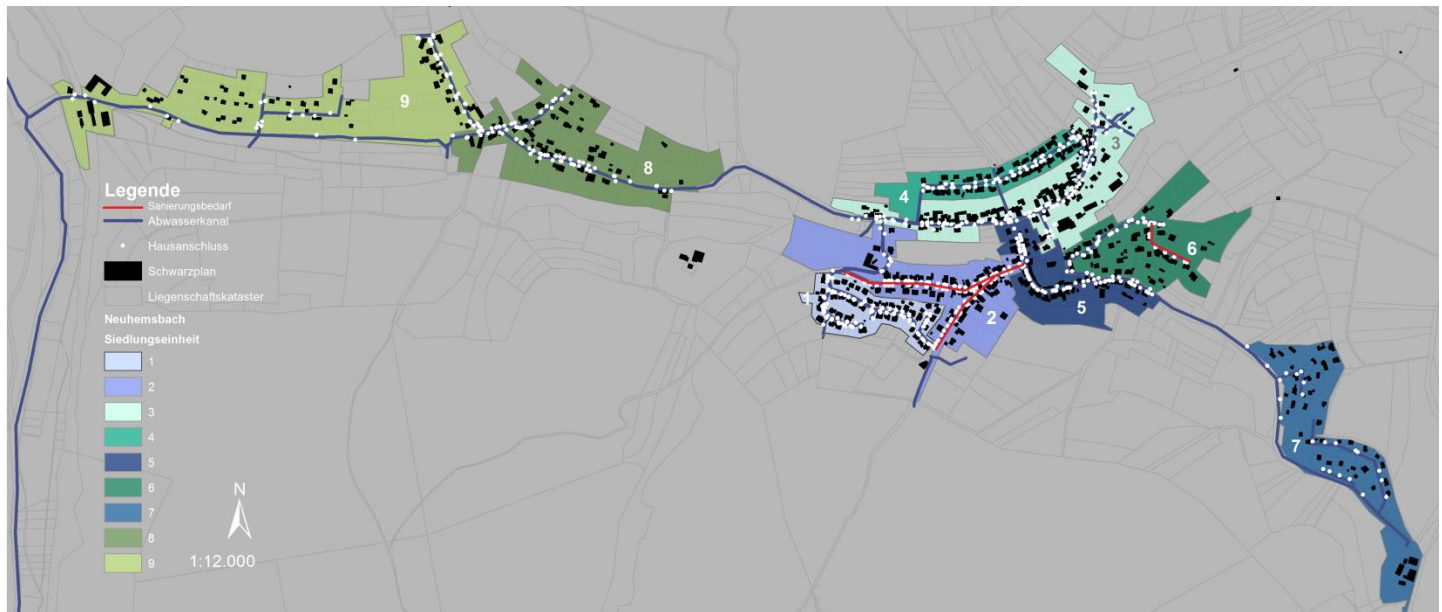 9
8
3
4
6
1
5
2
7
Legende
Sanierungsbedarf
Abwasserkanal
Hausanschluss
Schwarzplan
Liegenschaftskataster
Neuhemsbach
Siedlungseinheit
1
2
3
4
5
6
7
8
9
N
1:12.000